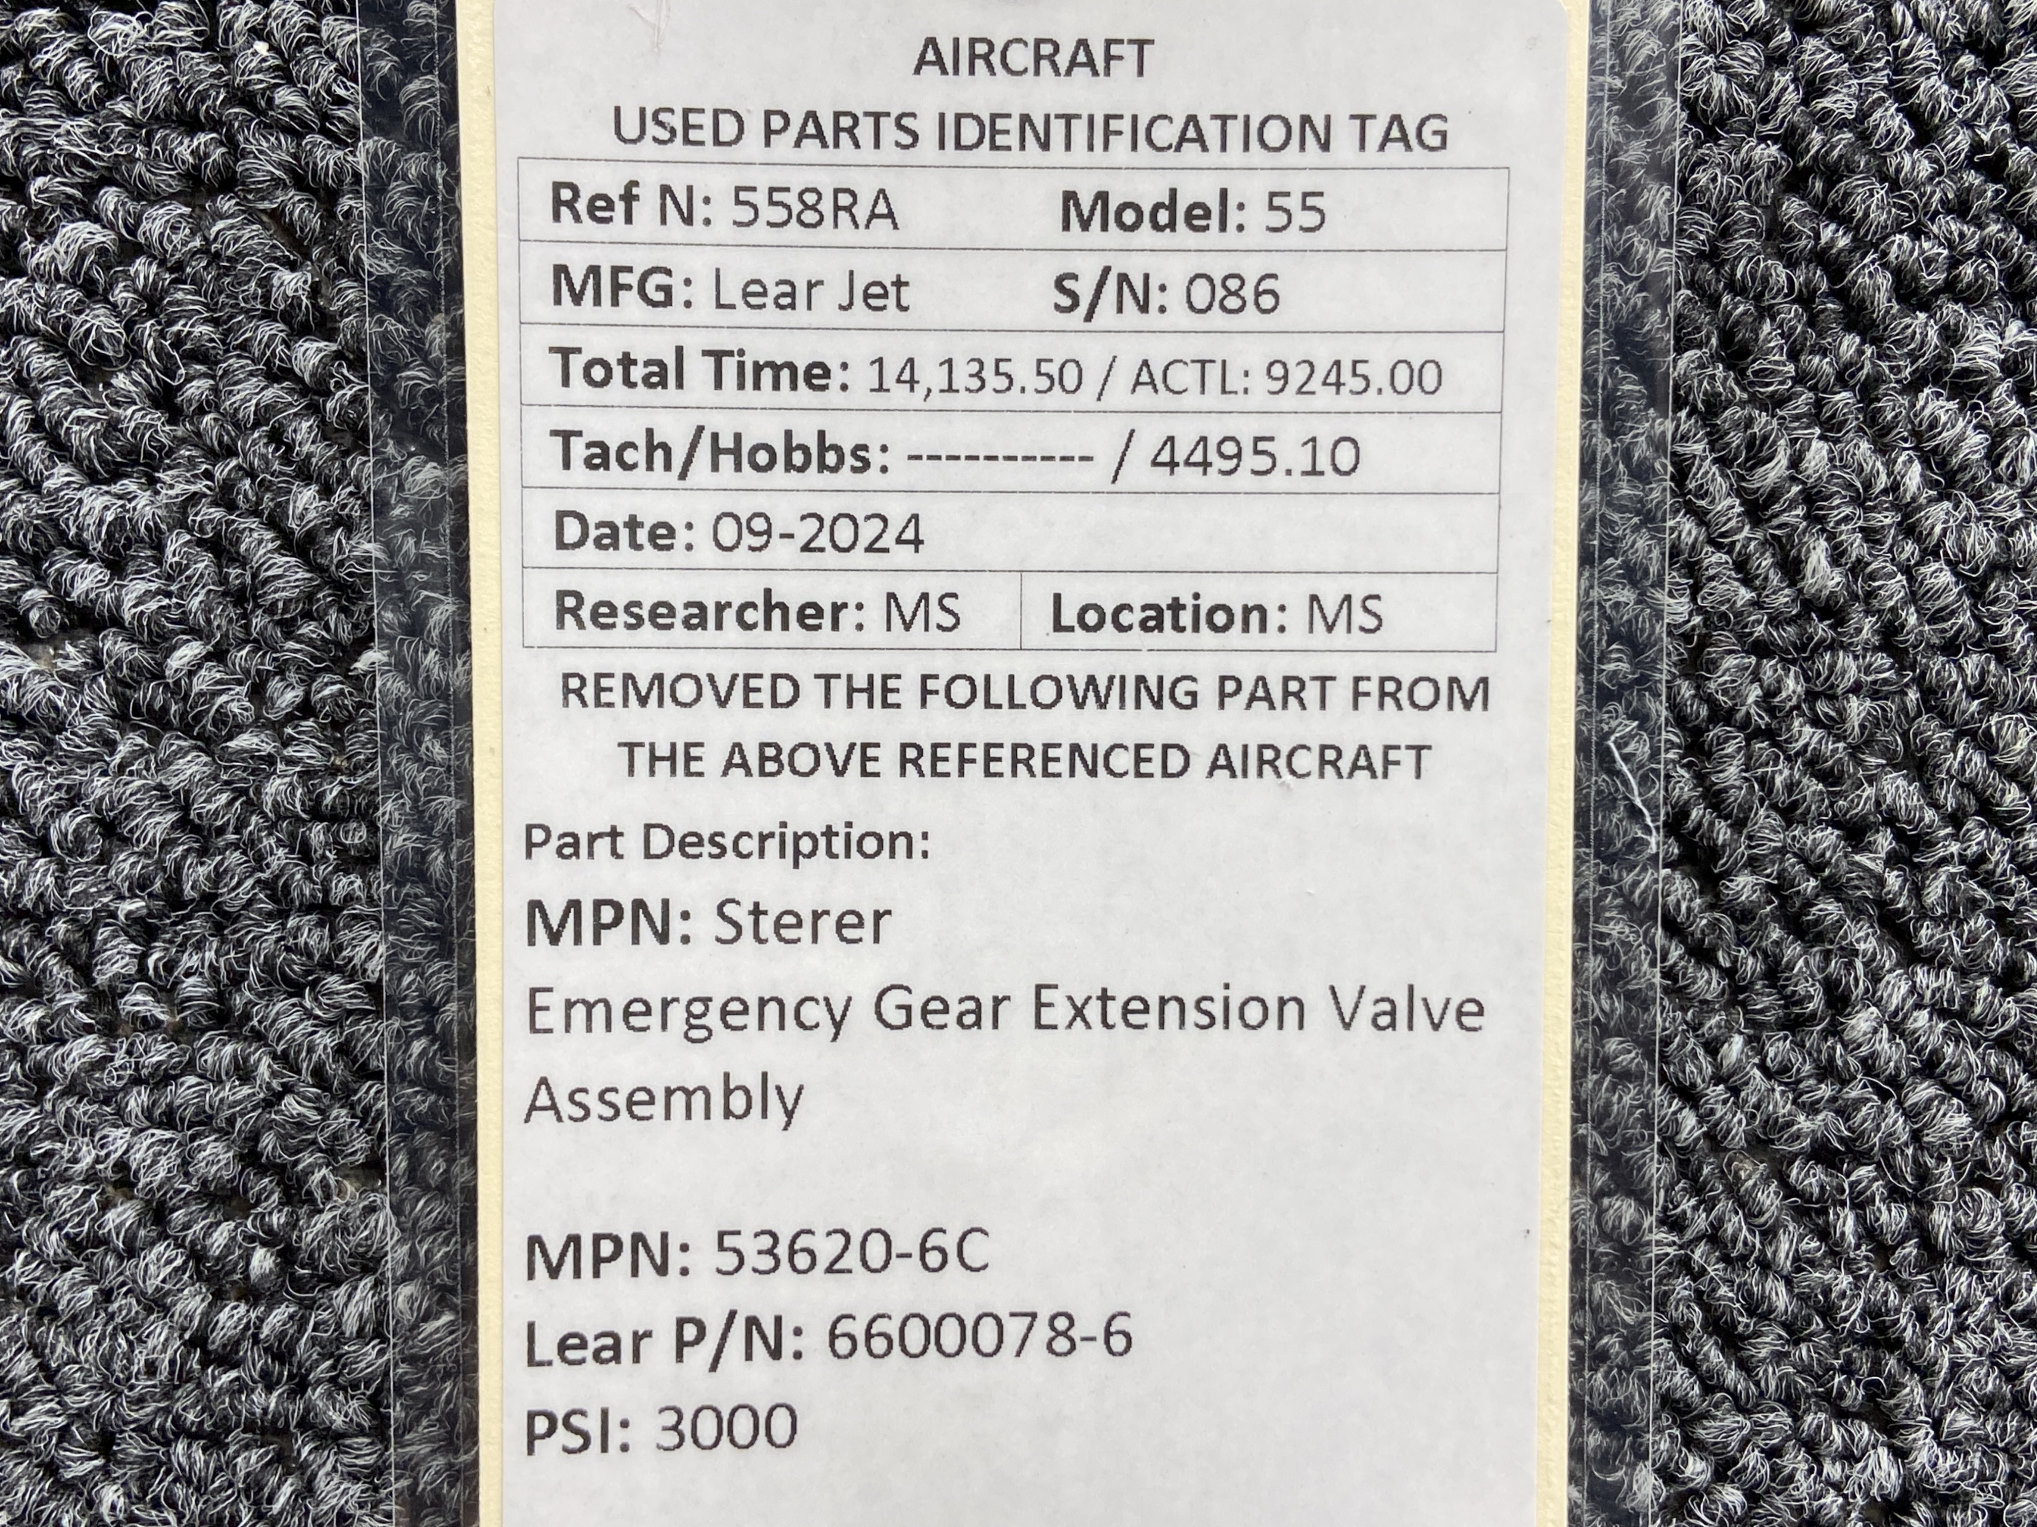 AIRCRAFT
USED PARTS IDENTIFICATION TAG
Ref N: 558RA Model: 55
MFG: Lear Jet S/N: 086
Total Time: 14,135.50 / ACTL: 9245.00
Tach/Hobbs: ---------- / 4495.10
Date: 09-2024
Researcher: MS Location: MS
REMOVED THE FOLLOWING PART FROM
THE ABOVE REFERENCED AIRCRAFT
Part Description:
MPN: Sterer
Emergency Gear Extension Valve
Assembly
MPN: 53620-6C
Lear P/N: 6600078-6
PSI: 3000